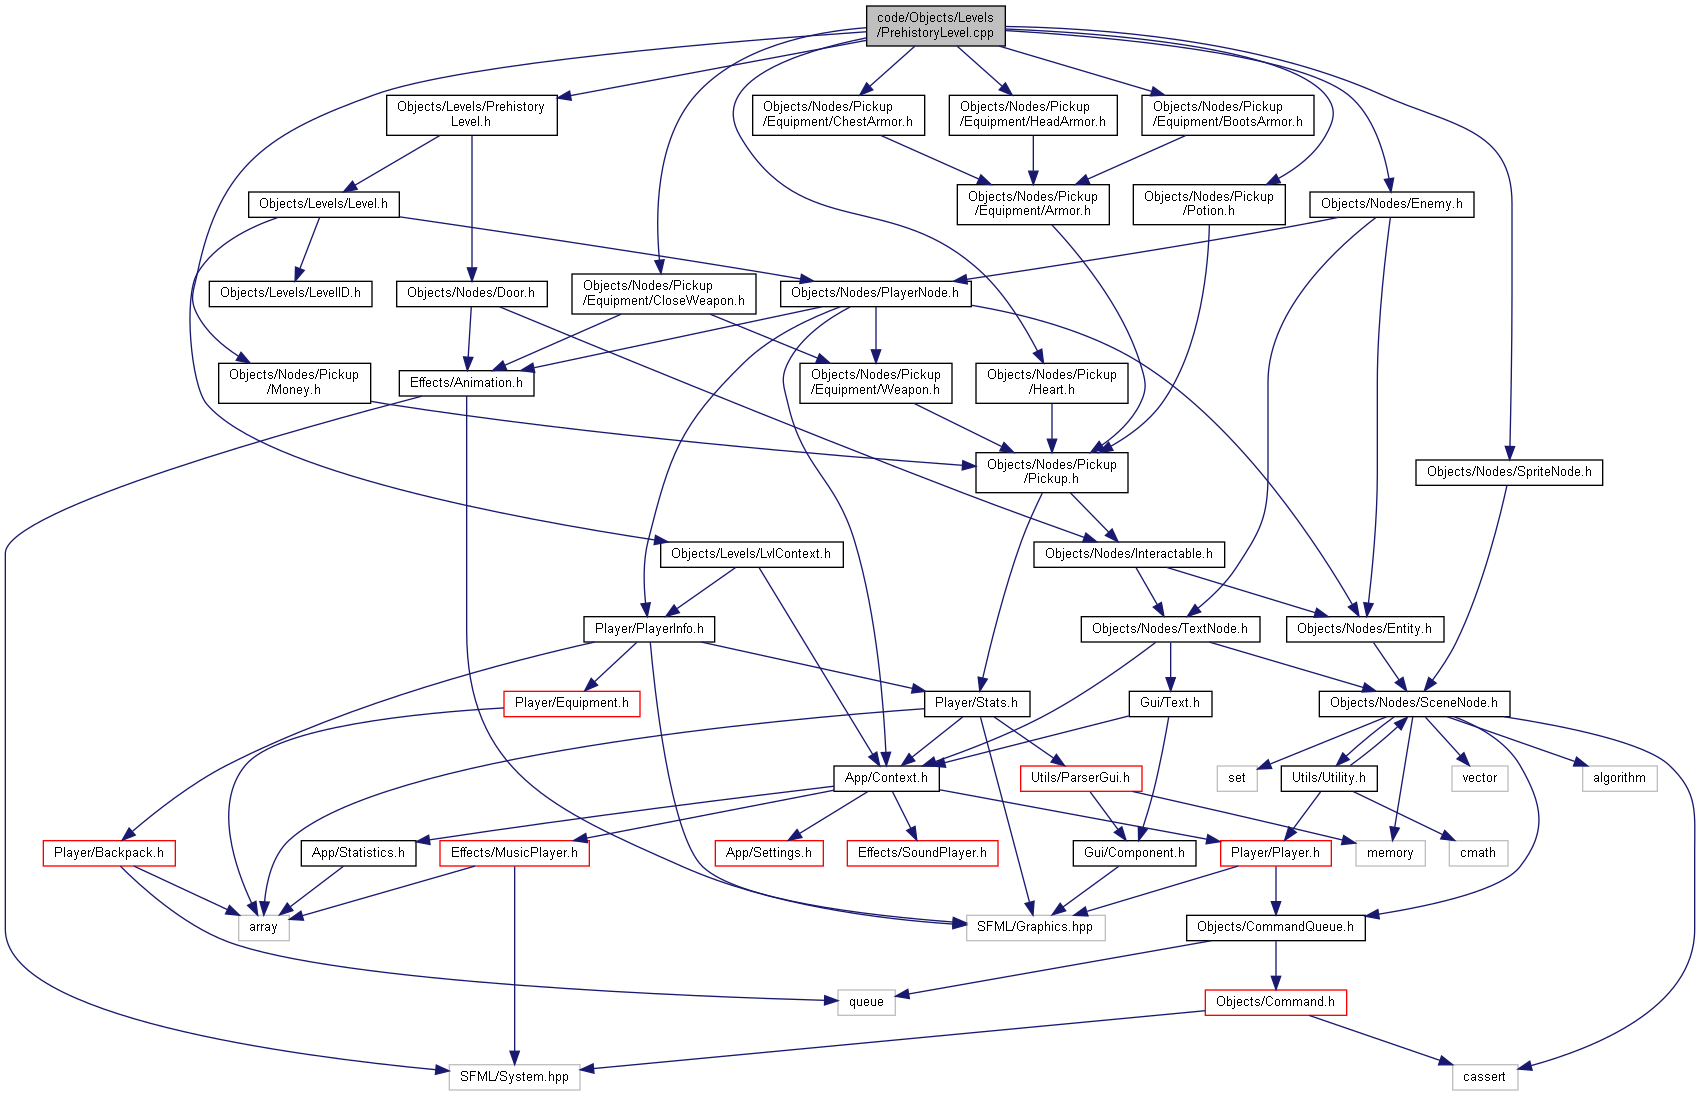 code/Objects/Levels
/PrehistoryLevel.cpp
Objects/Levels/Prehistory
Level.h
Objects/Nodes/Pickup
/Equipment/ChestArmor.h
Objects/Nodes/Pickup
/Equipment/HeadArmor.h
Objects/Nodes/Pickup
/Equipment/BootsArmor.h
Objects/Levels/Level.h
Objects/Nodes/Pickup
/Equipment/Armor.h
Objects/Nodes/Pickup
/Potion.h
Objects/Nodes/Enemy.h
Objects/Levels/LevelID.h
Objects/Nodes/Door.h
Objects/Nodes/Pickup
/Equipment/CloseWeapon.h
Objects/Nodes/PlayerNode.h
Objects/Nodes/Pickup
/Money.h
Effects/Animation.h
Objects/Nodes/Pickup
/Equipment/Weapon.h
Objects/Nodes/Pickup
/Heart.h
Objects/Nodes/Pickup
/Pickup.h
Objects/Nodes/SpriteNode.h
Objects/Levels/LvlContext.h
Objects/Nodes/Interactable.h
Player/PlayerInfo.h
Objects/Nodes/TextNode.h
Objects/Nodes/Entity.h
Player/Equipment.h
Player/Stats.h
Gui/Text.h
Objects/Nodes/SceneNode.h
App/Context.h
Utils/ParserGui.h
set
Utils/Utility.h
vector
algorithm
Player/Backpack.h
App/Statistics.h
Effects/MusicPlayer.h
App/Settings.h
Effects/SoundPlayer.h
Gui/Component.h
Player/Player.h
memory
cmath
array
SFML/Graphics.hpp
Objects/CommandQueue.h
queue
Objects/Command.h
SFML/System.hpp
cassert